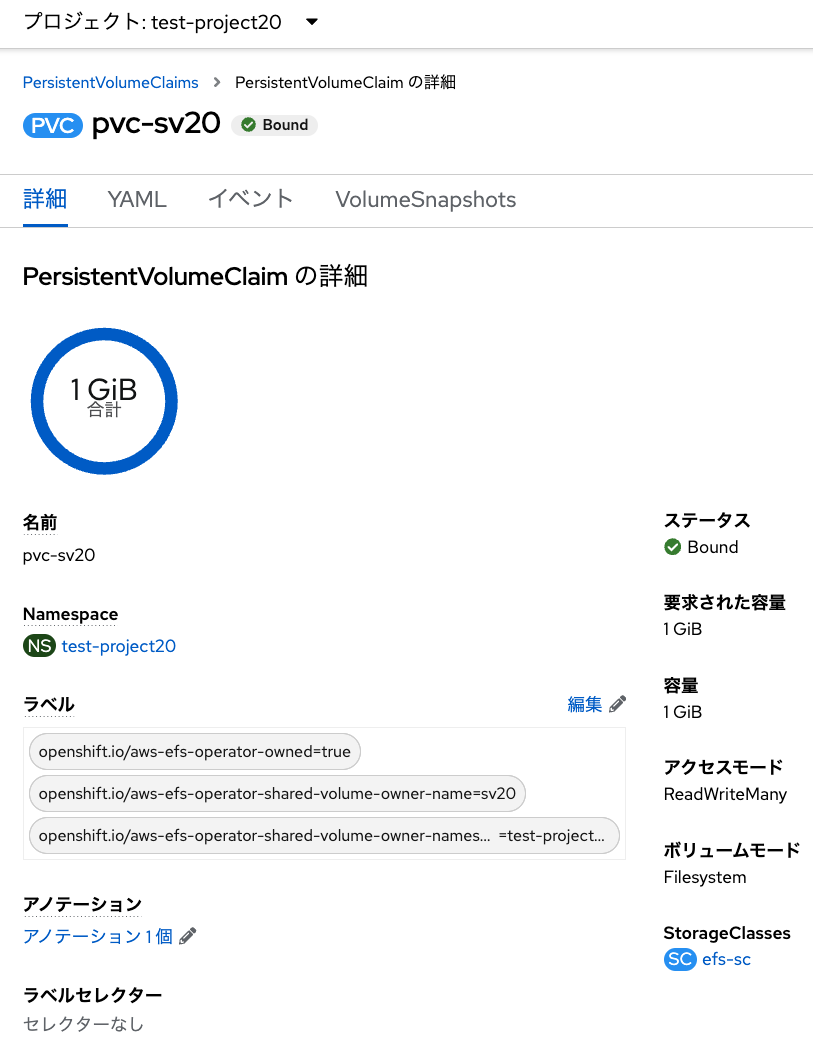 プロジェクト: test-project20
PersistentVolumeClaims > PersistentVolumeClaim の詳細
PVC pvc-sv20 Bound
詳細 YAML イベント VolumeSnapshots
PersistentVolumeClaim の詳細
1 GiB
合計
名前
pvc-sv20
Namespace
NS test-project20
ラベル 編集
openshift.io/aws-efs-operator-owned=true
openshift.io/aws-efs-operator-shared-volume-owner-name=sv20
openshift.io/aws-efs-operator-shared-volume-owner-names... =test-project...
アノテーション
アノテーション 1 個
ラベルセレクター
セレクターなし
ステータス
Bound
要求された容量
1 GiB
容量
1 GiB
アクセスモード
ReadWriteMany
ボリュームモード
Filesystem
StorageClasses
SC efs-sc